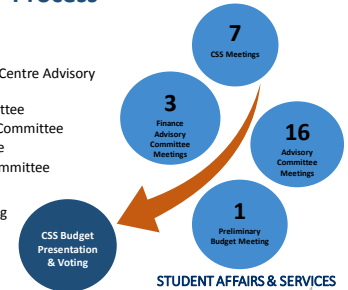 Process
Centre Advisory
ttee
Committee
e
mmittee
g
7
CSS Meetings
3
Finance
Advisory
Committee
Meetings
16
Advisory
Committee
Meetings
1
Preliminary
Budget Meeting
CSS Budget
Presentation
& Voting
STUDENT AFFAIRS & SERVICES